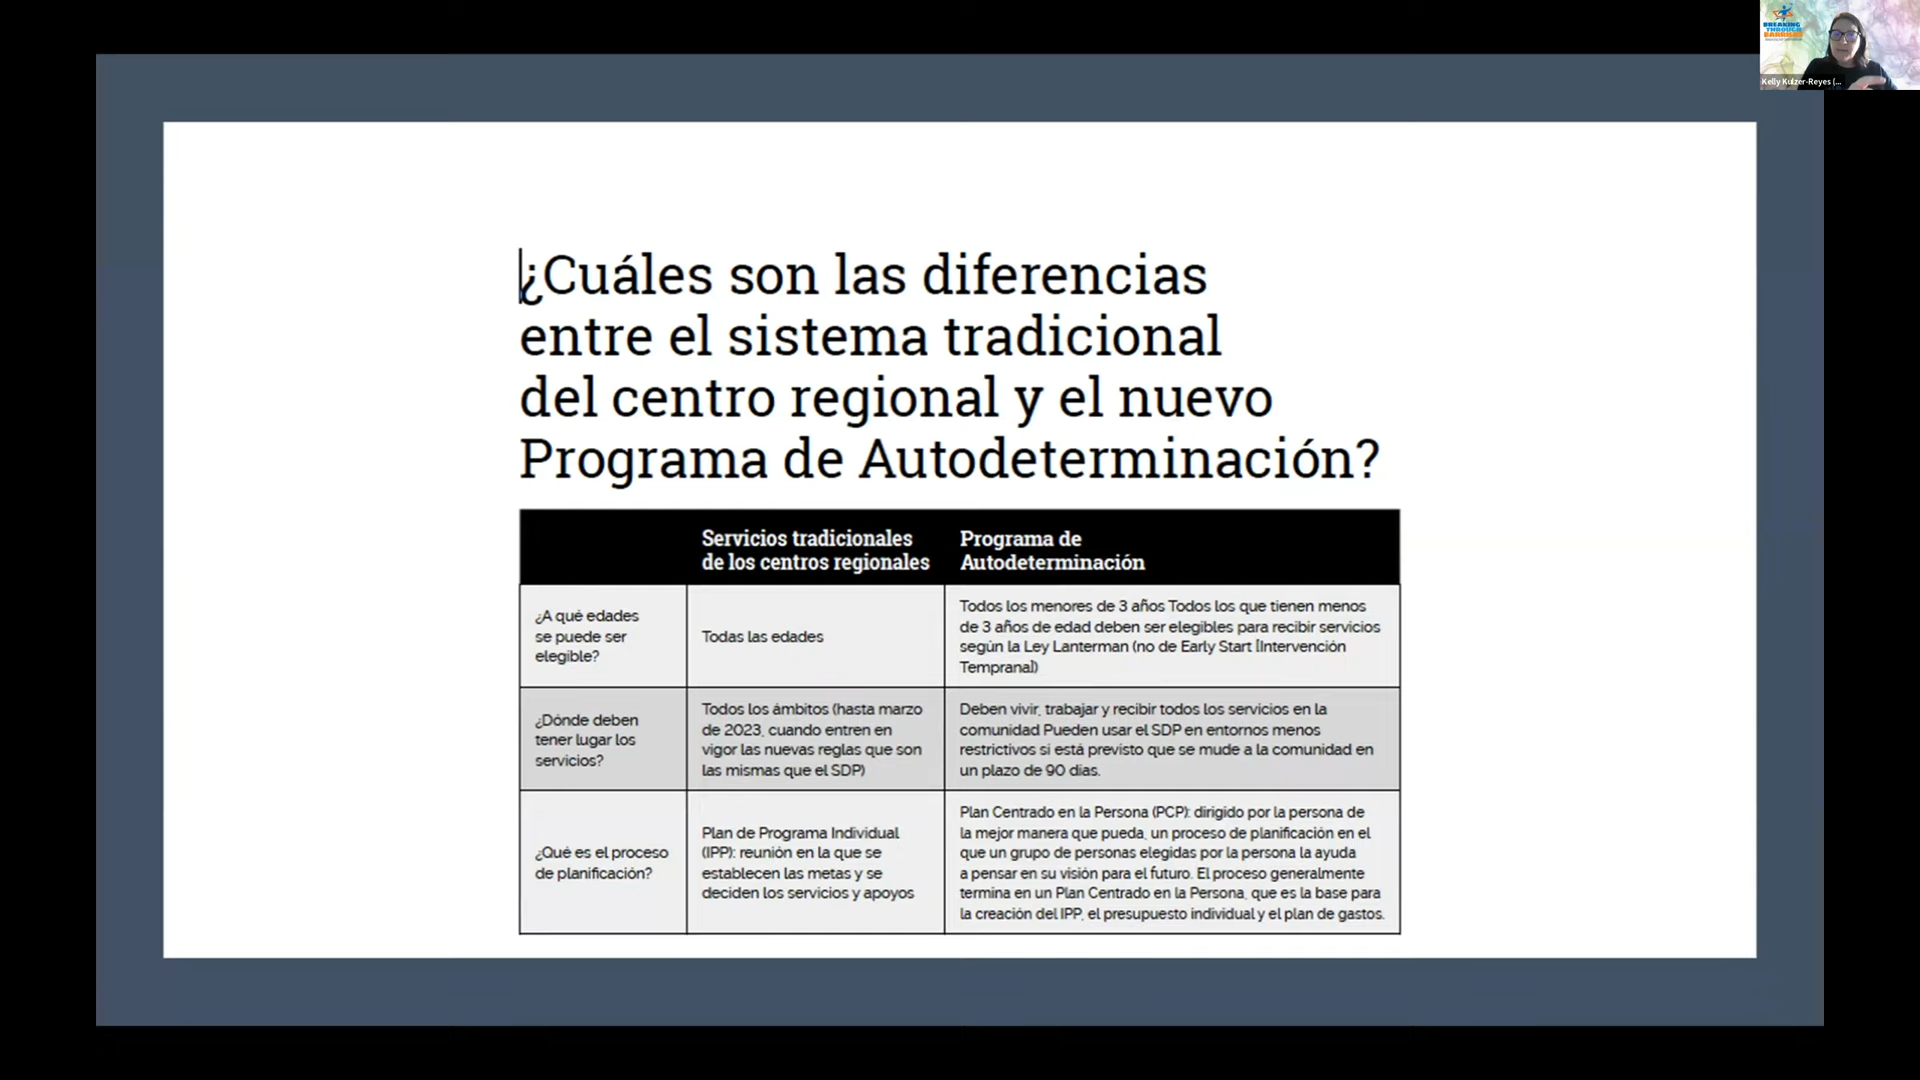 BREAKING
THROUGH
BARRIERS
Kelly Kulzer-Reyes (...
¿Cuáles son las diferencias
entre el sistema tradicional
del centro regional y el nuevo
Programa de Autodeterminación?
Servicios tradicionales
de los centros regionales
Programa de
Autodeterminación
¿A qué edades
se puede ser
elegible?
Todas las edades
Todos los menores de 3 años Todos los que tienen menos
de 3 años de edad deben ser elegibles para recibir servicios
según la Ley Lanterman (no de Early Start [Intervención
Temprana])
¿Dónde deben
tener lugar los
servicios?
Todos los ámbitos (hasta marzo
de 2023, cuando entren en
vigor las nuevas reglas que son
las mismas que el SDP)
Deben vivir, trabajar y recibir todos los servicios en la
comunidad Pueden usar el SDP en entornos menos
restrictivos si está previsto que se mude a la comunidad en
un plazo de 90 días.
¿Qué es el proceso
de planificación?
Plan de Programa Individual
(IPP): reunión en la que se
establecen las metas y se
deciden los servicios y apoyos
Plan Centrado en la Persona (PCP): dirigido por la persona de
la mejor manera que pueda, un proceso de planificación en el
que un grupo de personas elegidas por la persona la ayuda
a pensar en su visión para el futuro. El proceso generalmente
termina en un Plan Centrado en la Persona, que es la base para
la creación del IPP, el presupuesto individual y el plan de gastos.